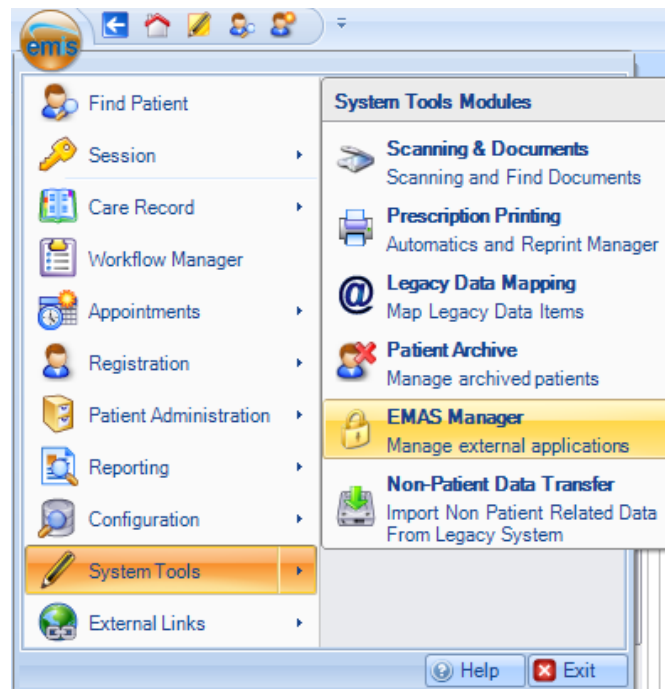 emis
Find Patient
Session
Care Record
Workflow Manager
Appointments
Registration
Patient Administration
Reporting
Configuration
System Tools
External Links
System Tools Modules
Scanning & Documents
Scanning and Find Documents
Prescription Printing
Automatics and Reprint Manager
Legacy Data Mapping
Map Legacy Data Items
Patient Archive
Manage archived patients
EMAS Manager
Manage external applications
Non-Patient Data Transfer
Import Non Patient Related Data
From Legacy System
Help
Exit